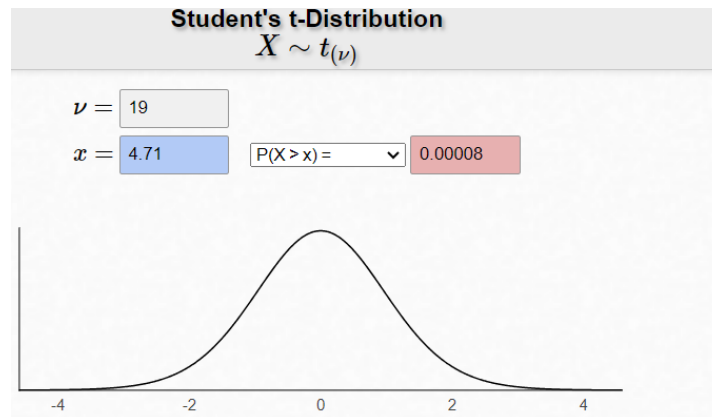 Student's t-Distribution
X ∼ t(ν)
ν = 19
x = 4.71 P(X > x) = 0.00008
-4 -2 0 2 4